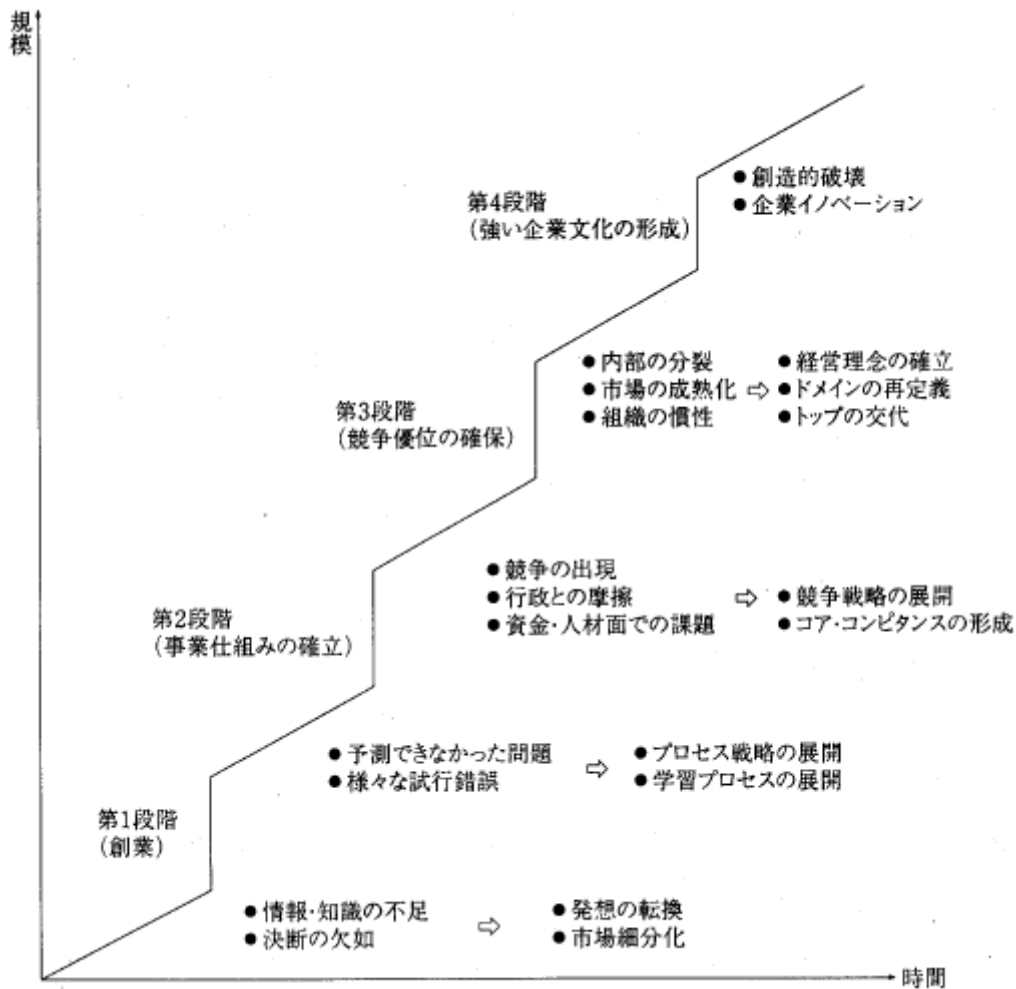 規模
第4段階
(強い企業文化の形成)
●創造的破壊
●企業イノベーション
第3段階
(競争優位の確保)
●内部の分裂
●市場の成熟化
●組織の慣性
⇨
●経営理念の確立
●ドメインの再定義
●トップの交代
第2段階
(事業仕組みの確立)
●競争の出現
●行政との摩擦
●資金・人材面での課題
⇨
●競争戦略の展開
●コア・コンピタンスの形成
第1段階
(創業)
●予測できなかった問題
●様々な試行錯誤
⇨
●プロセス戦略の展開
●学習プロセスの展開
●情報・知識の不足
●決断の欠如
⇨
●発想の転換
●市場細分化
時間